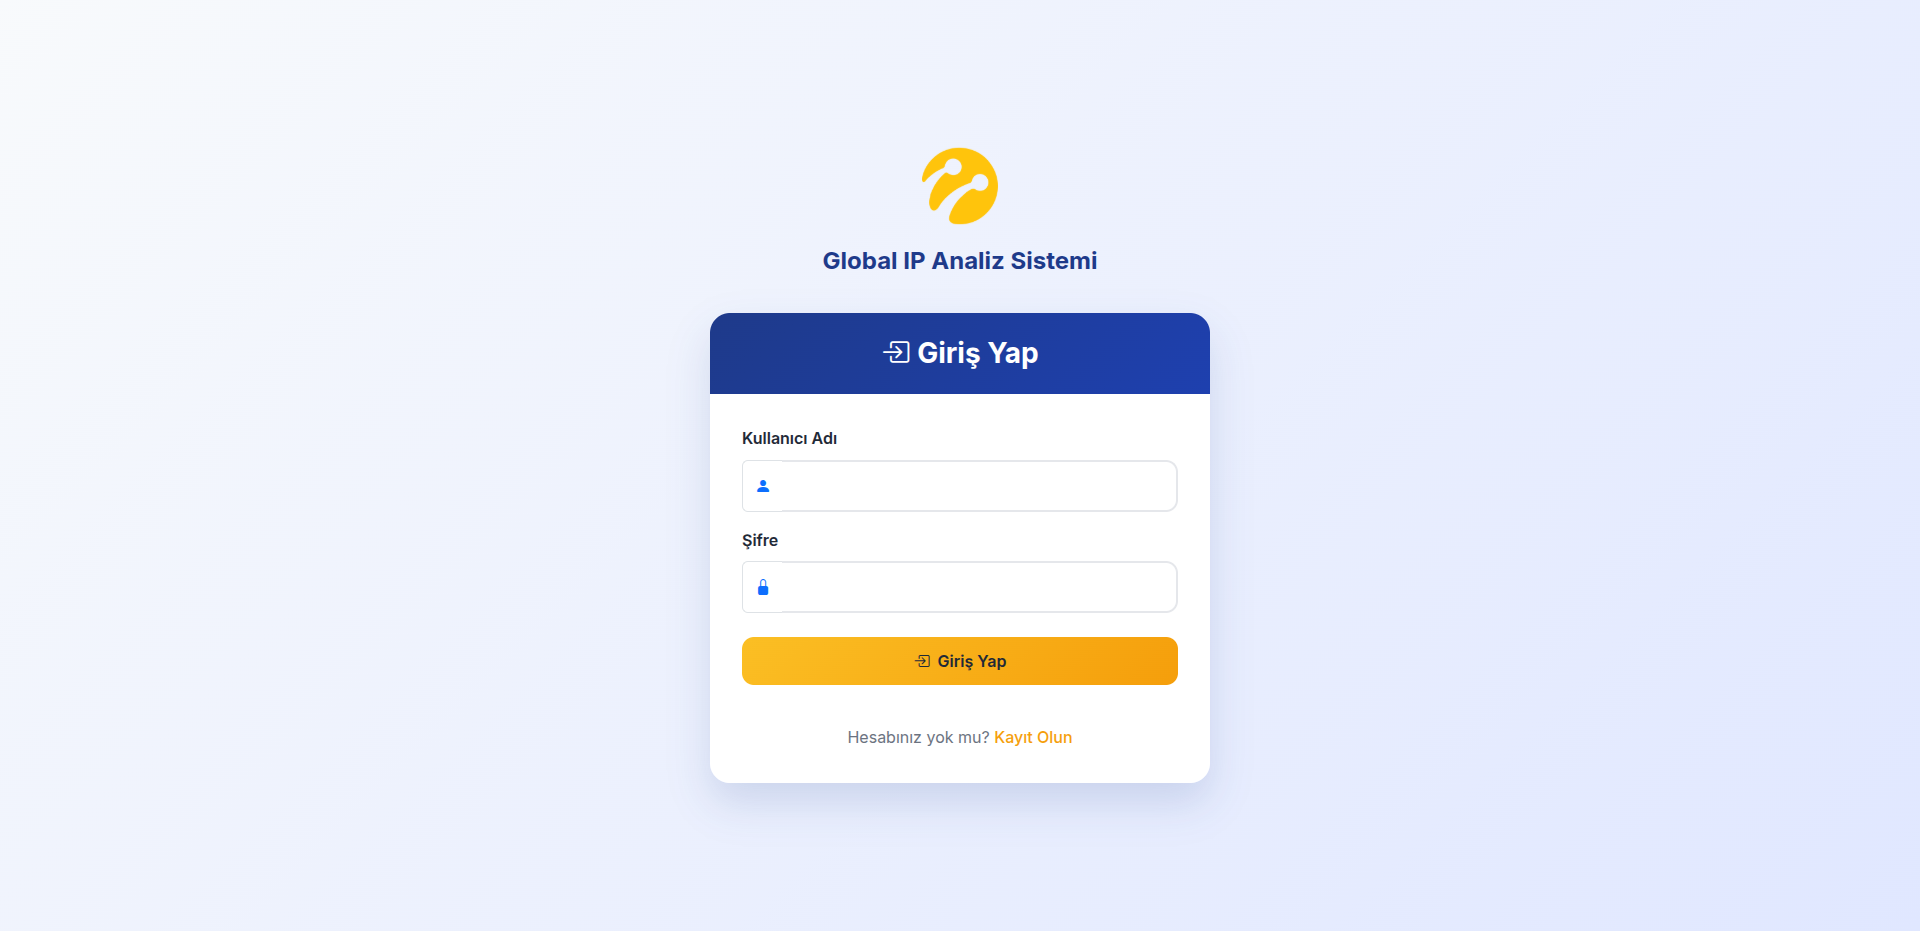 Global IP Analiz Sistemi
Giriş Yap
Kullanıcı Adı
Şifre
Giriş Yap
Hesabınız yok mu? Kayıt Olun